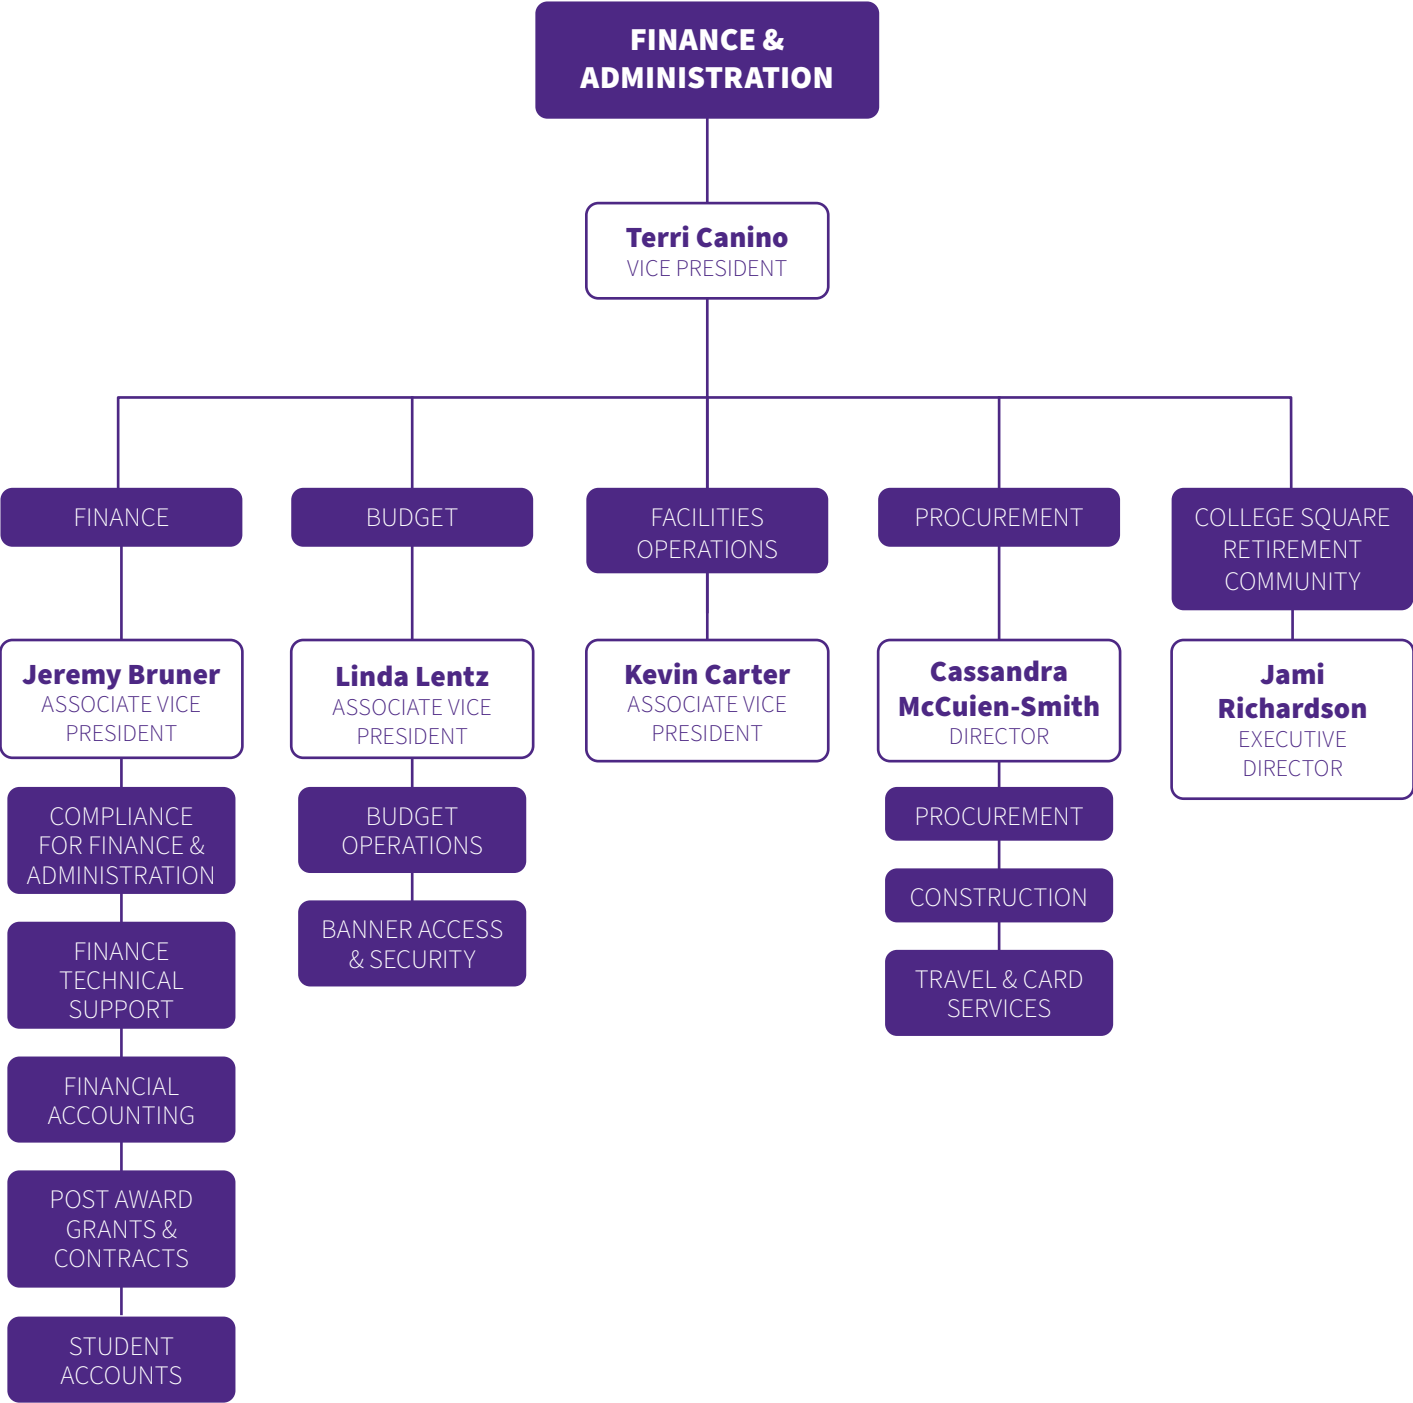 FINANCE &
ADMINISTRATION
Terri Canino
VICE PRESIDENT
FINANCE
Jeremy Bruner
ASSOCIATE VICE
PRESIDENT
COMPLIANCE
FOR FINANCE &
ADMINISTRATION
FINANCE
TECHNICAL
SUPPORT
FINANCIAL
ACCOUNTING
POST AWARD
GRANTS &
CONTRACTS
STUDENT
ACCOUNTS
BUDGET
Linda Lentz
ASSOCIATE VICE
PRESIDENT
BUDGET
OPERATIONS
BANNER ACCESS
& SECURITY
FACILITIES
OPERATIONS
Kevin Carter
ASSOCIATE VICE
PRESIDENT
PROCUREMENT
Cassandra
McCuien-Smith
DIRECTOR
PROCUREMENT
CONSTRUCTION
TRAVEL & CARD
SERVICES
COLLEGE SQUARE
RETIREMENT
COMMUNITY
Jami
Richardson
EXECUTIVE
DIRECTOR